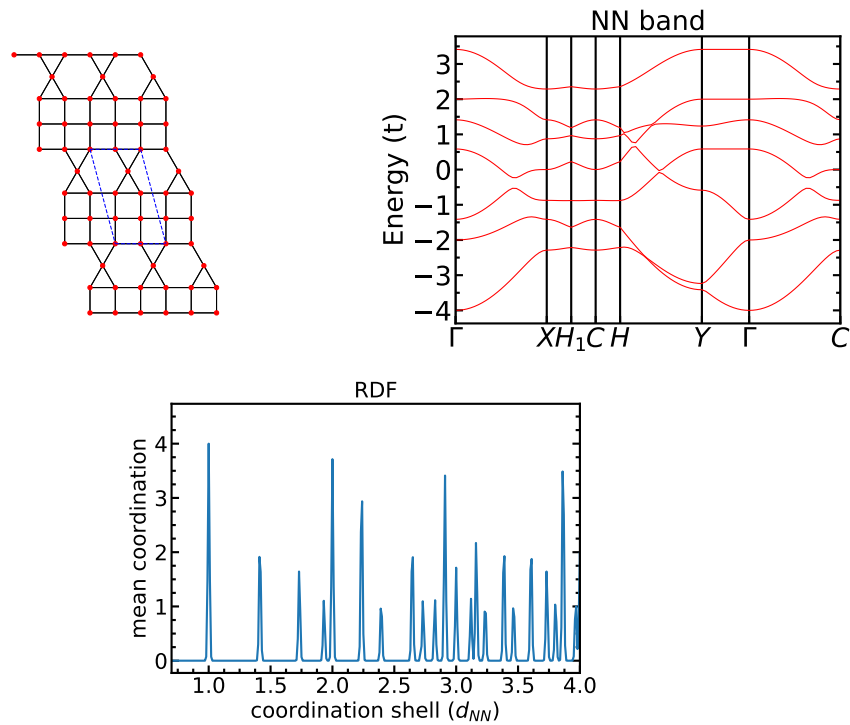 NN band
Energy (t)
3
2
1
0
−1
−2
−3
−4
Γ X H₁ C H Y Γ C
RDF
mean coordination
4
3
2
1
0
1.0 1.5 2.0 2.5 3.0 3.5 4.0
coordination shell (d_NN)